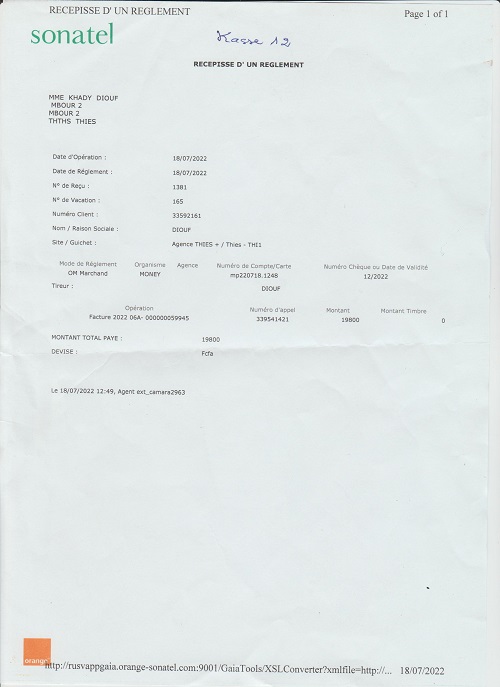 RECEPISSE D' UN REGLEMENT Page 1 of 1
sonatel
Kasse 12
RECEPISSE D' UN REGLEMENT
MME KHADY DIOUF
MBOUR 2
MBOUR 2
THTHS THIES
Date d'Opération : 18/07/2022
Date de Réglement : 18/07/2022
N° de Reçu : 1381
N° de Vacation : 165
Numéro Client : 33592161
Nom / Raison Sociale : DIOUF
Site / Guichet : Agence THIES + / Thies - THI1
Mode de Réglement Organisme Agence Numéro de Compte/Carte Numéro Chèque ou Date de Validité
OM Marchand MONEY mp220718.1248 12/2022
Tireur : DIOUF
Opération Numéro d'appel Montant Montant Timbre
Facture 2022 06A- 000000059945 339541421 19800 0
MONTANT TOTAL PAYE : 19800
DEVISE : Fcfa
Le 18/07/2022 12:49, Agent ext_camara2963
orange
http://rusvappgaia.orange-sonatel.com:9001/GaiaTools/XSLConverter?xmlfile=http://... 18/07/2022